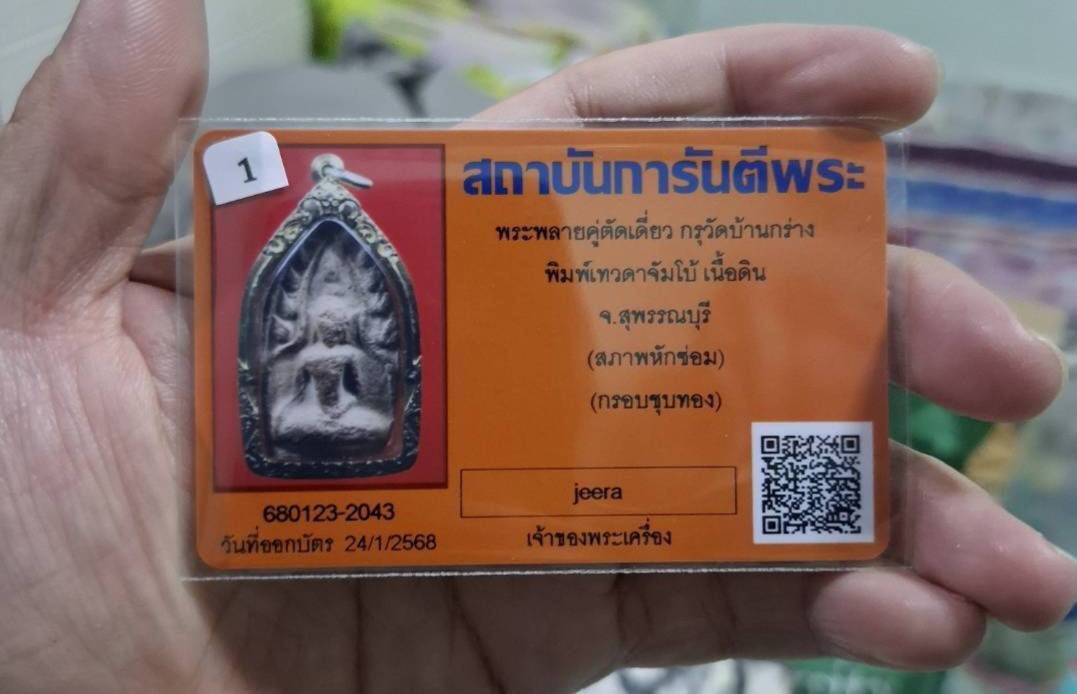 1
สถาบันการันตีพระ
พระพลายคู่ตัดเดี่ยว กรุวัดบ้านกร่าง
พิมพ์เทวดาจัมโบ้ เนื้อดิน
จ.สุพรรณบุรี
(สภาพหักซ่อม)
(กรอบชุบทอง)
jeera
เจ้าของพระเครื่อง
680123-2043
วันที่ออกบัตร 24/1/2568